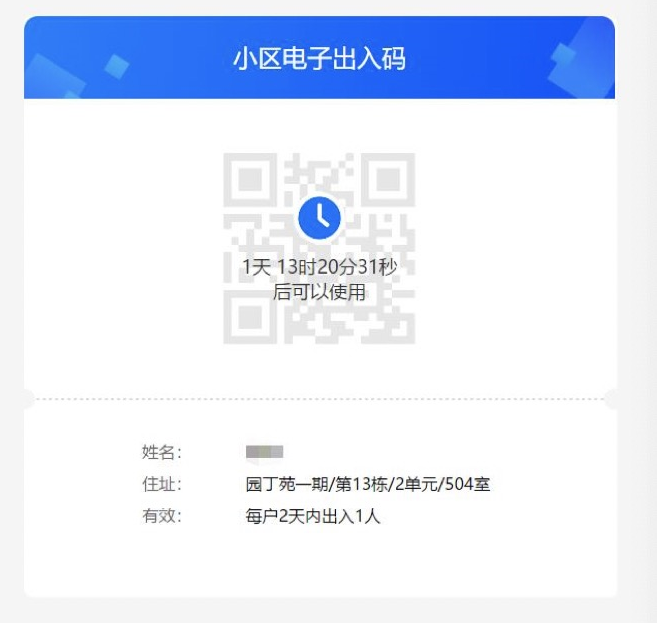 小区电子出入码
1天 13时20分31秒
后可以使用
姓名：
住址： 园丁苑一期/第13栋/2单元/504室
有效： 每户2天内出入1人